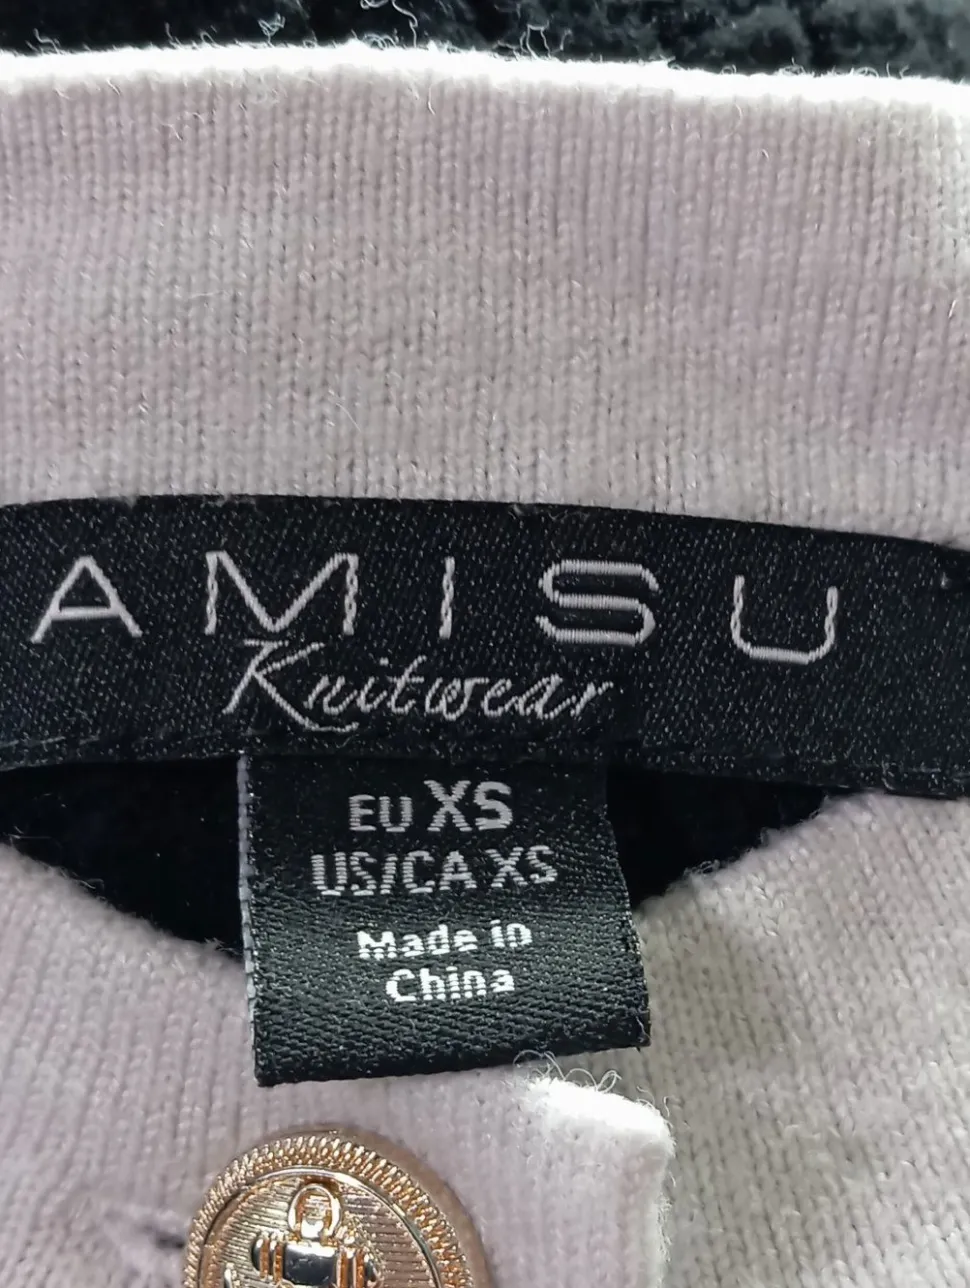 AMISU
Knitwear
EU XS
US/CA XS
Made in
China